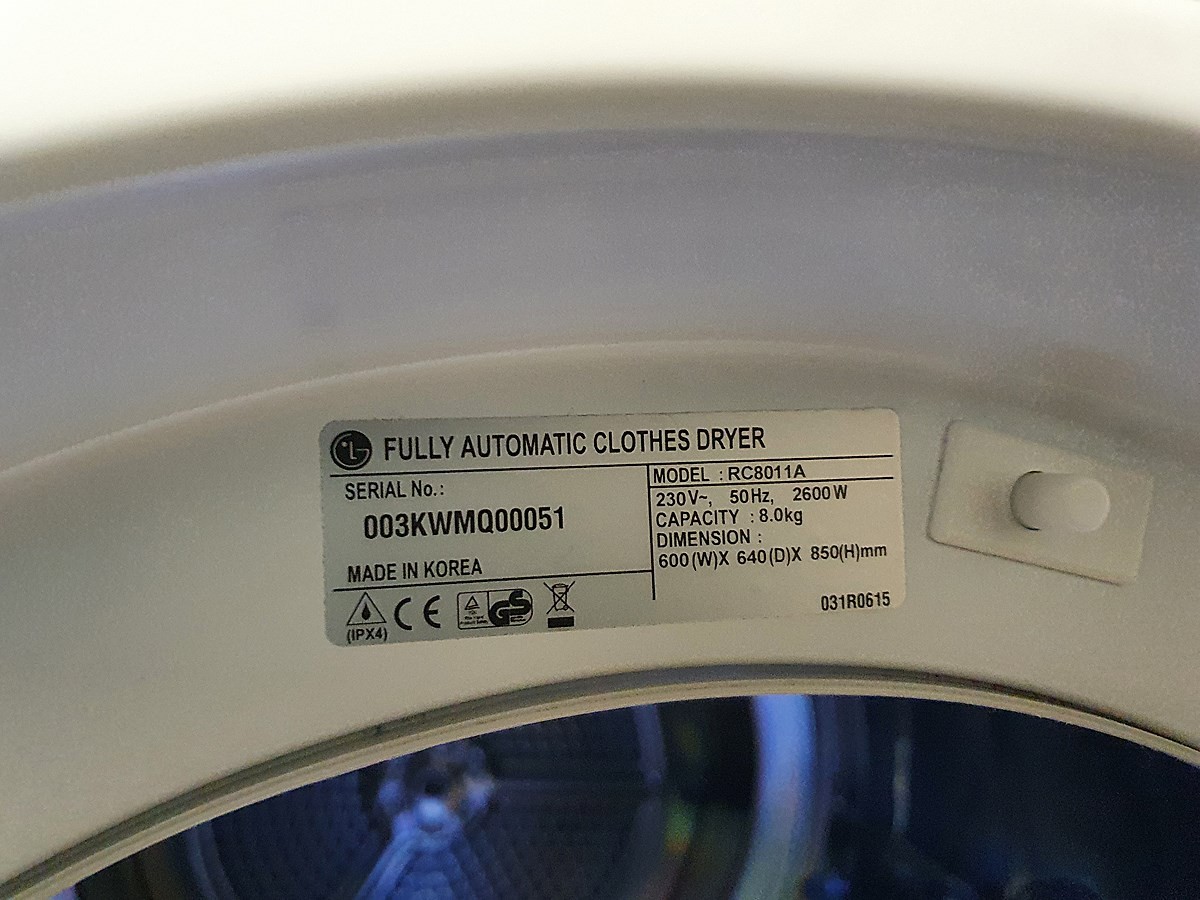 LG FULLY AUTOMATIC CLOTHES DRYER
SERIAL No.:
003KWMQ00051
MADE IN KOREA
MODEL : RC8011A
230V~, 50Hz, 2600W
CAPACITY : 8.0kg
DIMENSION :
600(W)X 640(D)X 850(H)mm
(IPX4)
CE
GS
031R0615